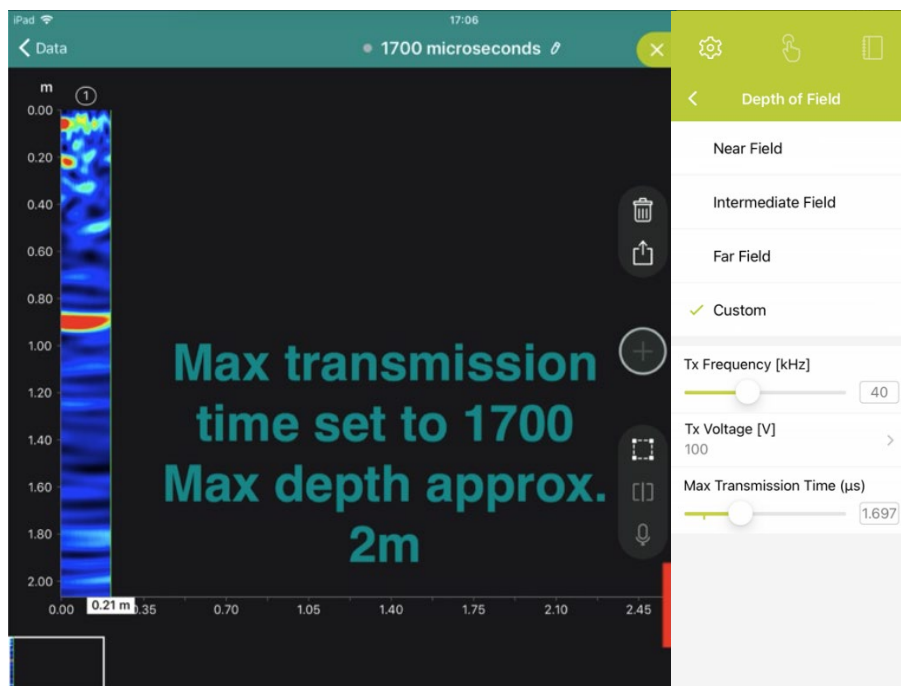 iPad
17:06
Data
1700 microseconds
Depth of Field
m
1
0.00
0.20
0.40
0.60
0.80
1.00
1.20
1.40
1.60
1.80
2.00
0.00
0.21 m
0.35
0.70
1.05
1.40
1.75
2.10
2.45
Max transmission
time set to 1700
Max depth approx.
2m
Near Field
Intermediate Field
Far Field
Custom
Tx Frequency [kHz]
40
Tx Voltage [V]
100
Max Transmission Time (µs)
1.697